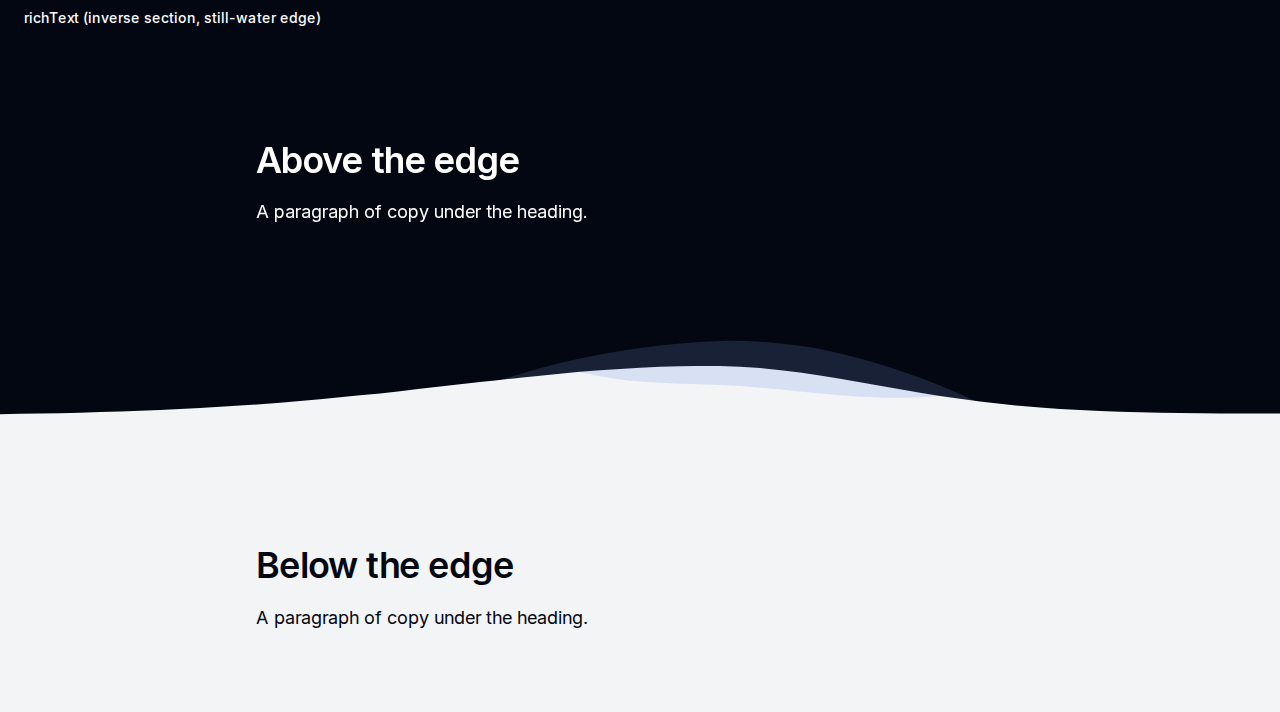 richText (inverse section, still-water edge)
Above the edge
A paragraph of copy under the heading.
Below the edge
A paragraph of copy under the heading.